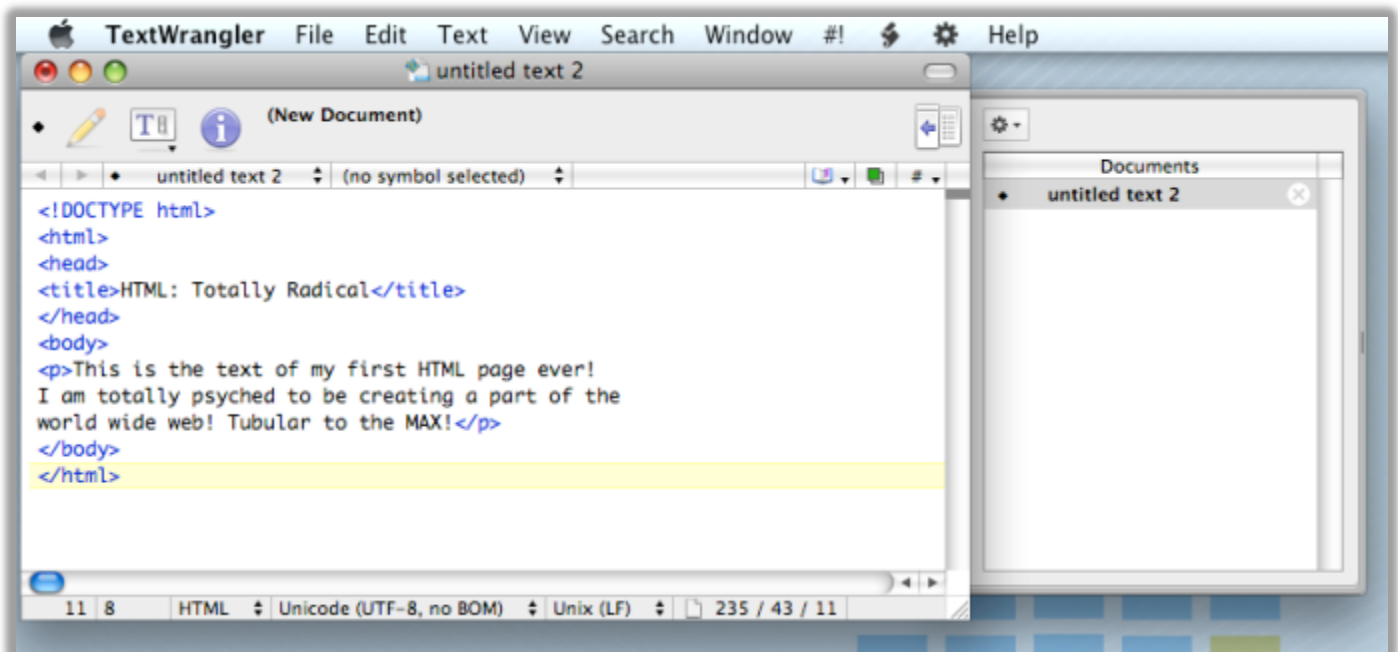 TextWrangler File Edit Text View Search Window #! Help
untitled text 2
(New Document)
untitled text 2 (no symbol selected) #
Documents
untitled text 2
<!DOCTYPE html>
<html>
<head>
<title>HTML: Totally Radical</title>
</head>
<body>
<p>This is the text of my first HTML page ever!
I am totally psyched to be creating a part of the
world wide web! Tubular to the MAX!</p>
</body>
</html>
11 8 HTML Unicode (UTF-8, no BOM) Unix (LF) 235 / 43 / 11